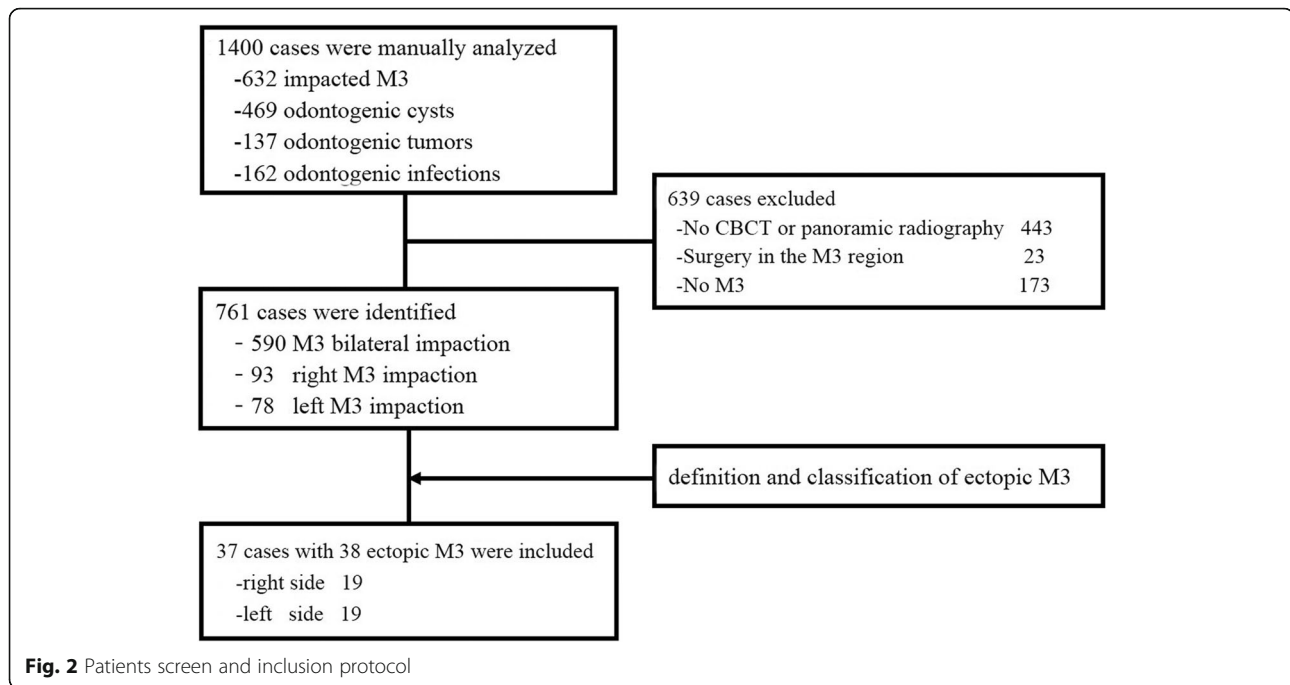 1400 cases were manually analyzed
-632 impacted M3
-469 odontogenic cysts
-137 odontogenic tumors
-162 odontogenic infections
639 cases excluded
-No CBCT or panoramic radiography 443
-Surgery in the M3 region 23
-No M3 173
761 cases were identified
- 590 M3 bilateral impaction
- 93 right M3 impaction
- 78 left M3 impaction
definition and classification of ectopic M3
37 cases with 38 ectopic M3 were included
-right side 19
-left side 19
Fig. 2 Patients screen and inclusion protocol